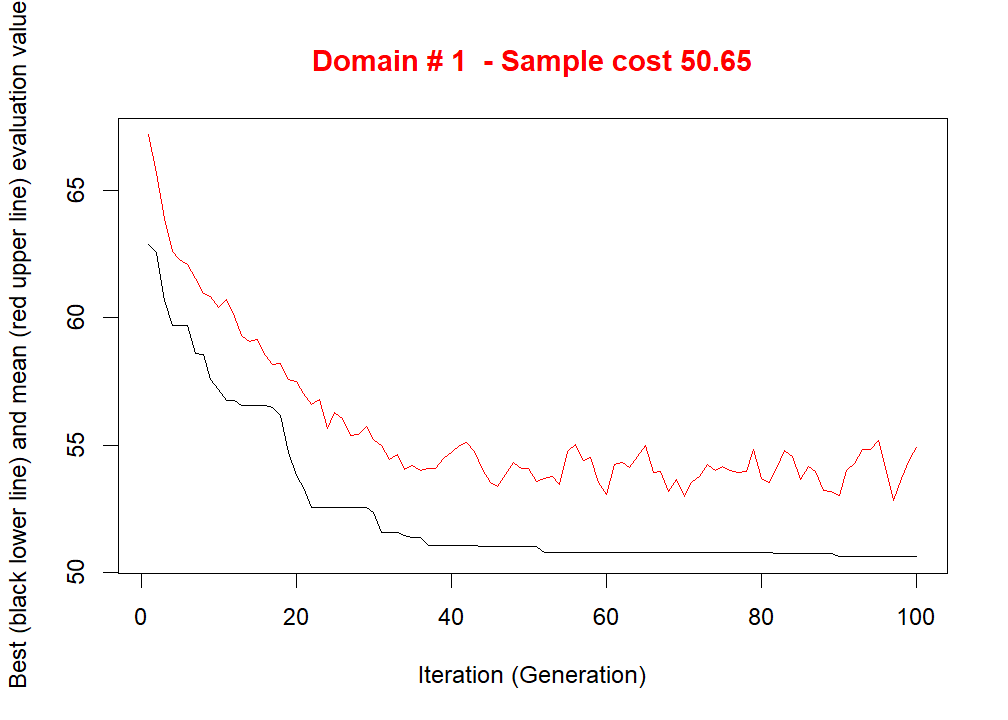 Domain # 1  - Sample cost 50.65
Best (black lower line) and mean (red upper line) evaluation value
65
60
55
50
0 20 40 60 80 100
Iteration (Generation)